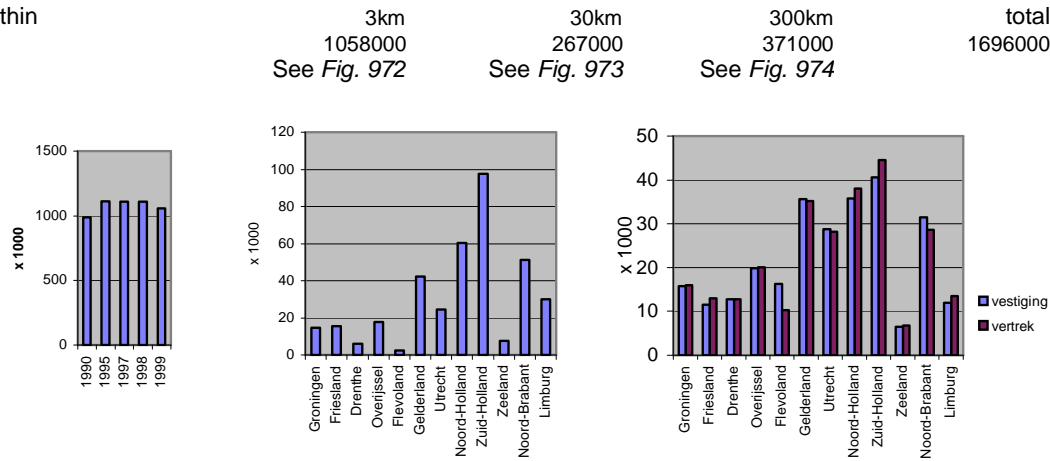 thin 3km 30km 300km total
1058000 267000 371000 1696000
See Fig. 972 See Fig. 973 See Fig. 974
1500
1000
500
0
x 1000
1990 1995 1997 1998 1999
120
100
80
60
40
20
0
x 1000
Groningen Friesland Drenthe Overijssel Flevoland Gelderland Utrecht Noord-Holland Zuid-Holland Zeeland Noord-Brabant Limburg
50
40
30
20
10
0
x 1000
Groningen Friesland Drenthe Overijssel Flevoland Gelderland Utrecht Noord-Holland Zuid-Holland Zeeland Noord-Brabant Limburg
vestiging
vertrek